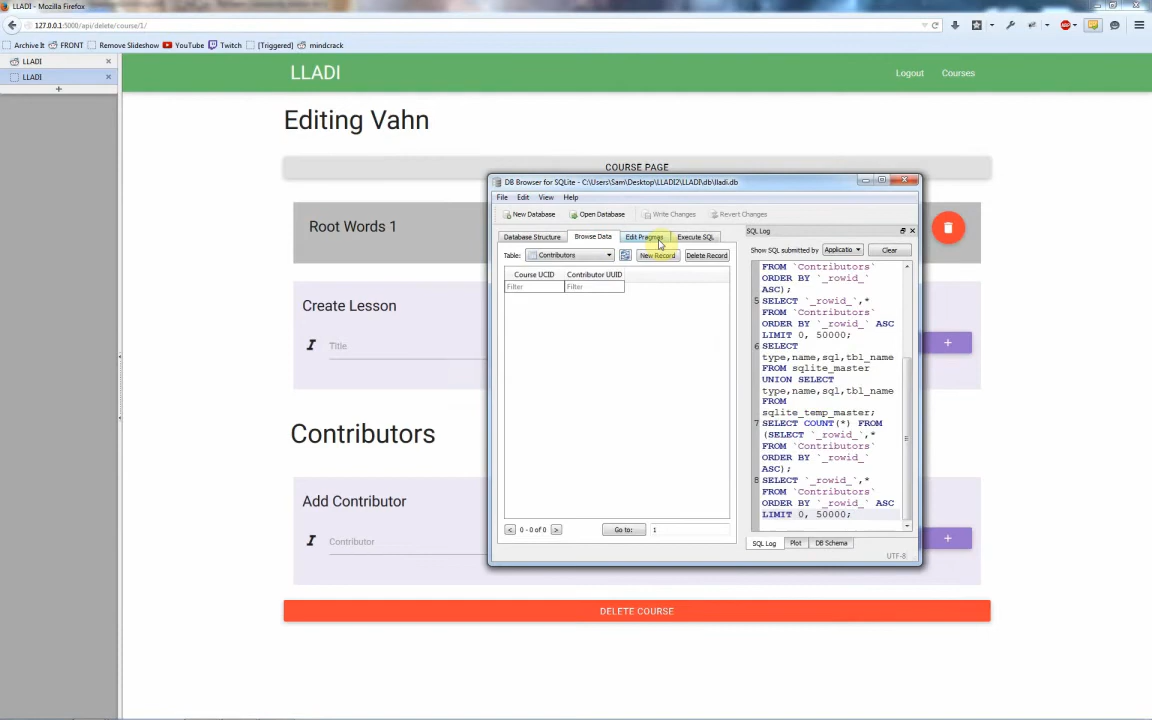 LLADI - Mozilla Firefox
127.0.0.1:5000/api/delete/course/1/
Archive It FRONT Remove Slideshow YouTube Twitch [Triggered] mindcrack
LLADI
LLADI
LLADI
Logout Courses
Editing Vahn
COURSE PAGE
Root Words 1
Create Lesson
Title
Contributors
Add Contributor
Contributor
DELETE COURSE
DB Browser for SQLite - C:\Users\Sam\Desktop\LLADI2\LLADI\db\lladi.db
File Edit View Help
New Database Open Database Write Changes Revert Changes
Database Structure Browse Data Edit Pragmas Execute SQL
Table: Contributors New Record Delete Record
Course UCID Contributor UUID
Filter Filter
< 0 - 0 of 0 > Go to: 1
SQL Log
Show SQL submitted by Applicatio Clear
FROM `Contributors`
ORDER BY `_rowid_`
ASC);
5 SELECT `_rowid_`,*
FROM `Contributors`
ORDER BY `_rowid_` ASC
LIMIT 0, 50000;
6 SELECT
type,name,sql,tbl_name
FROM sqlite_master
UNION SELECT
type,name,sql,tbl_name
FROM
sqlite_temp_master;
7 SELECT COUNT(*) FROM
(SELECT `_rowid_`,*
FROM `Contributors`
ORDER BY `_rowid_`
ASC);
8 SELECT `_rowid_`,*
FROM `Contributors`
ORDER BY `_rowid_` ASC
LIMIT 0, 50000;
SQL Log Plot DB Schema
UTF-8